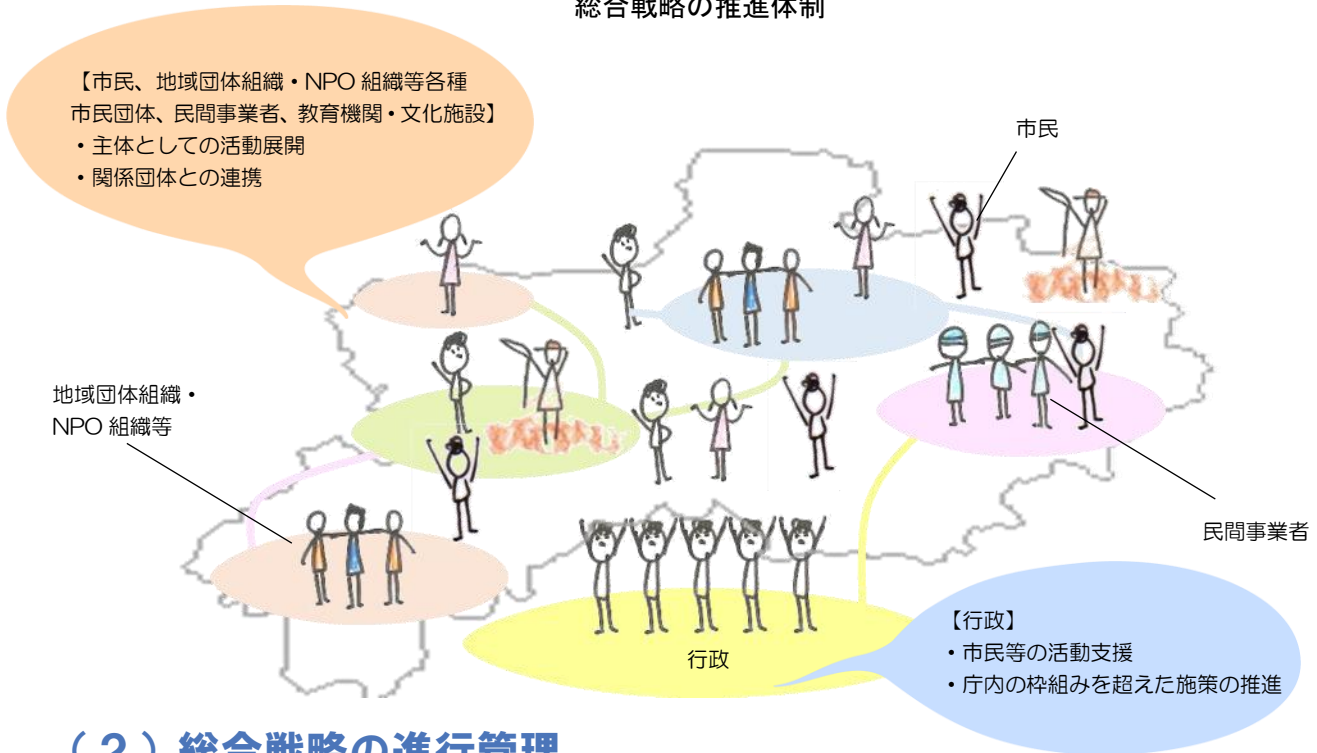 総合戦略の推進体制
【市民、地域団体組織・NPO 組織等各種
市民団体、民間事業者、教育機関・文化施設】
・主体としての活動展開
・関係団体との連携
市民
地域団体組織・
NPO 組織等
民間事業者
行政
【行政】
・市民等の活動支援
・庁内の枠組みを超えた施策の推進
（２）総合戦略の進行管理